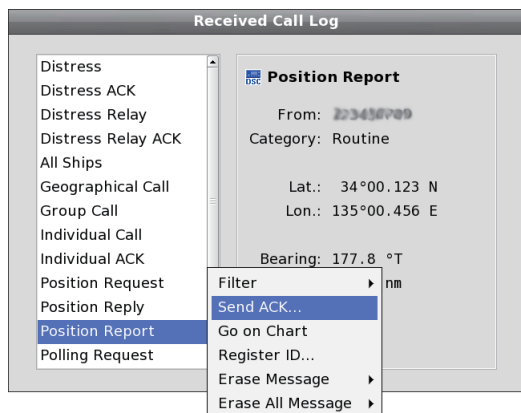 Received Call Log
Distress
Distress ACK
Distress Relay
Distress Relay ACK
All Ships
Geographical Call
Group Call
Individual Call
Individual ACK
Position Request
Position Reply
Position Report
Polling Request
DSC Position Report
From:
Category: Routine
Lat.: 34°00.123 N
Lon.: 135°00.456 E
Bearing: 177.8 °T
nm
Filter
Send ACK...
Go on Chart
Register ID...
Erase Message
Erase All Message